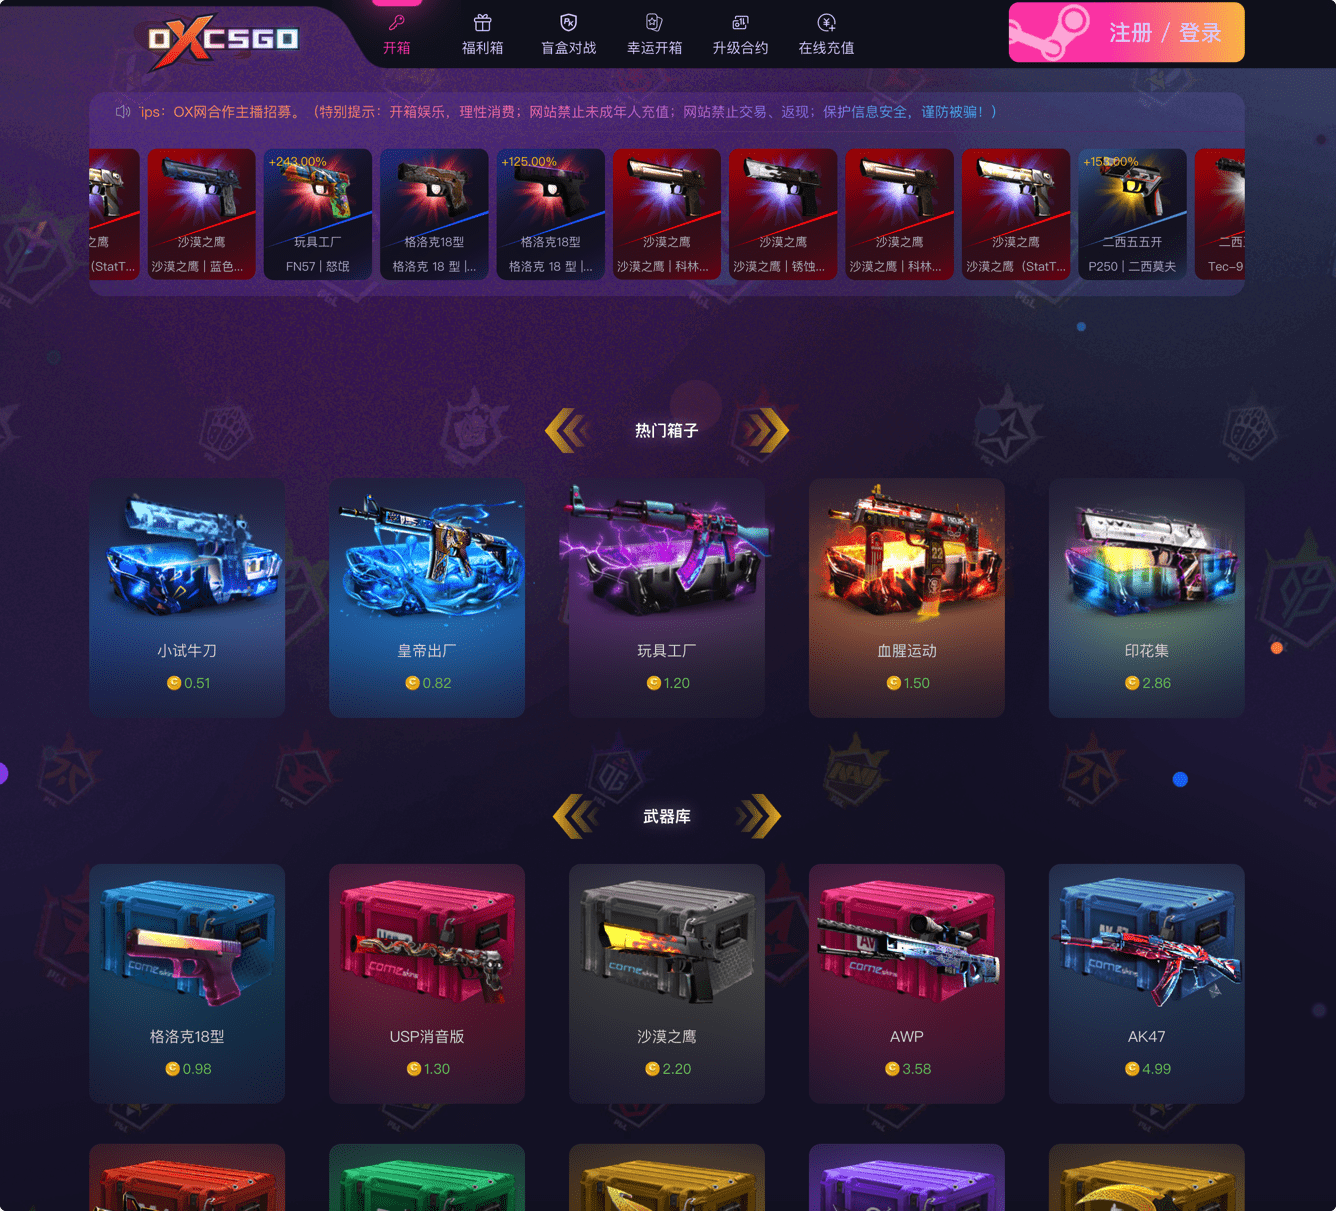 OXCSGO
开箱
福利箱
盲盒对战
幸运开箱
升级合约
在线充值
注册 / 登录
ips：OX网合作主播招募。（特别提示：开箱娱乐，理性消费；网站禁止未成年人充值；网站禁止交易、返现；保护信息安全，谨防被骗！）
+243.00%
+125.00%
+153.00%
之鹰
沙漠之鹰
玩具工厂
格洛克18型
格洛克18型
沙漠之鹰
沙漠之鹰
沙漠之鹰
沙漠之鹰
二西五五开
二西
(StatT...
沙漠之鹰 | 蓝色...
FN57 | 怒氓
格洛克 18 型 |...
格洛克 18 型 |...
沙漠之鹰 | 科林...
沙漠之鹰 | 锈蚀...
沙漠之鹰 | 科林...
沙漠之鹰（StatT...
P250 | 二西莫夫
Tec-9
热门箱子
小试牛刀
皇帝出厂
玩具工厂
血腥运动
印花集
0.51
0.82
1.20
1.50
2.86
武器库
格洛克18型
USP消音版
沙漠之鹰
AWP
AK47
0.98
1.30
2.20
3.58
4.99